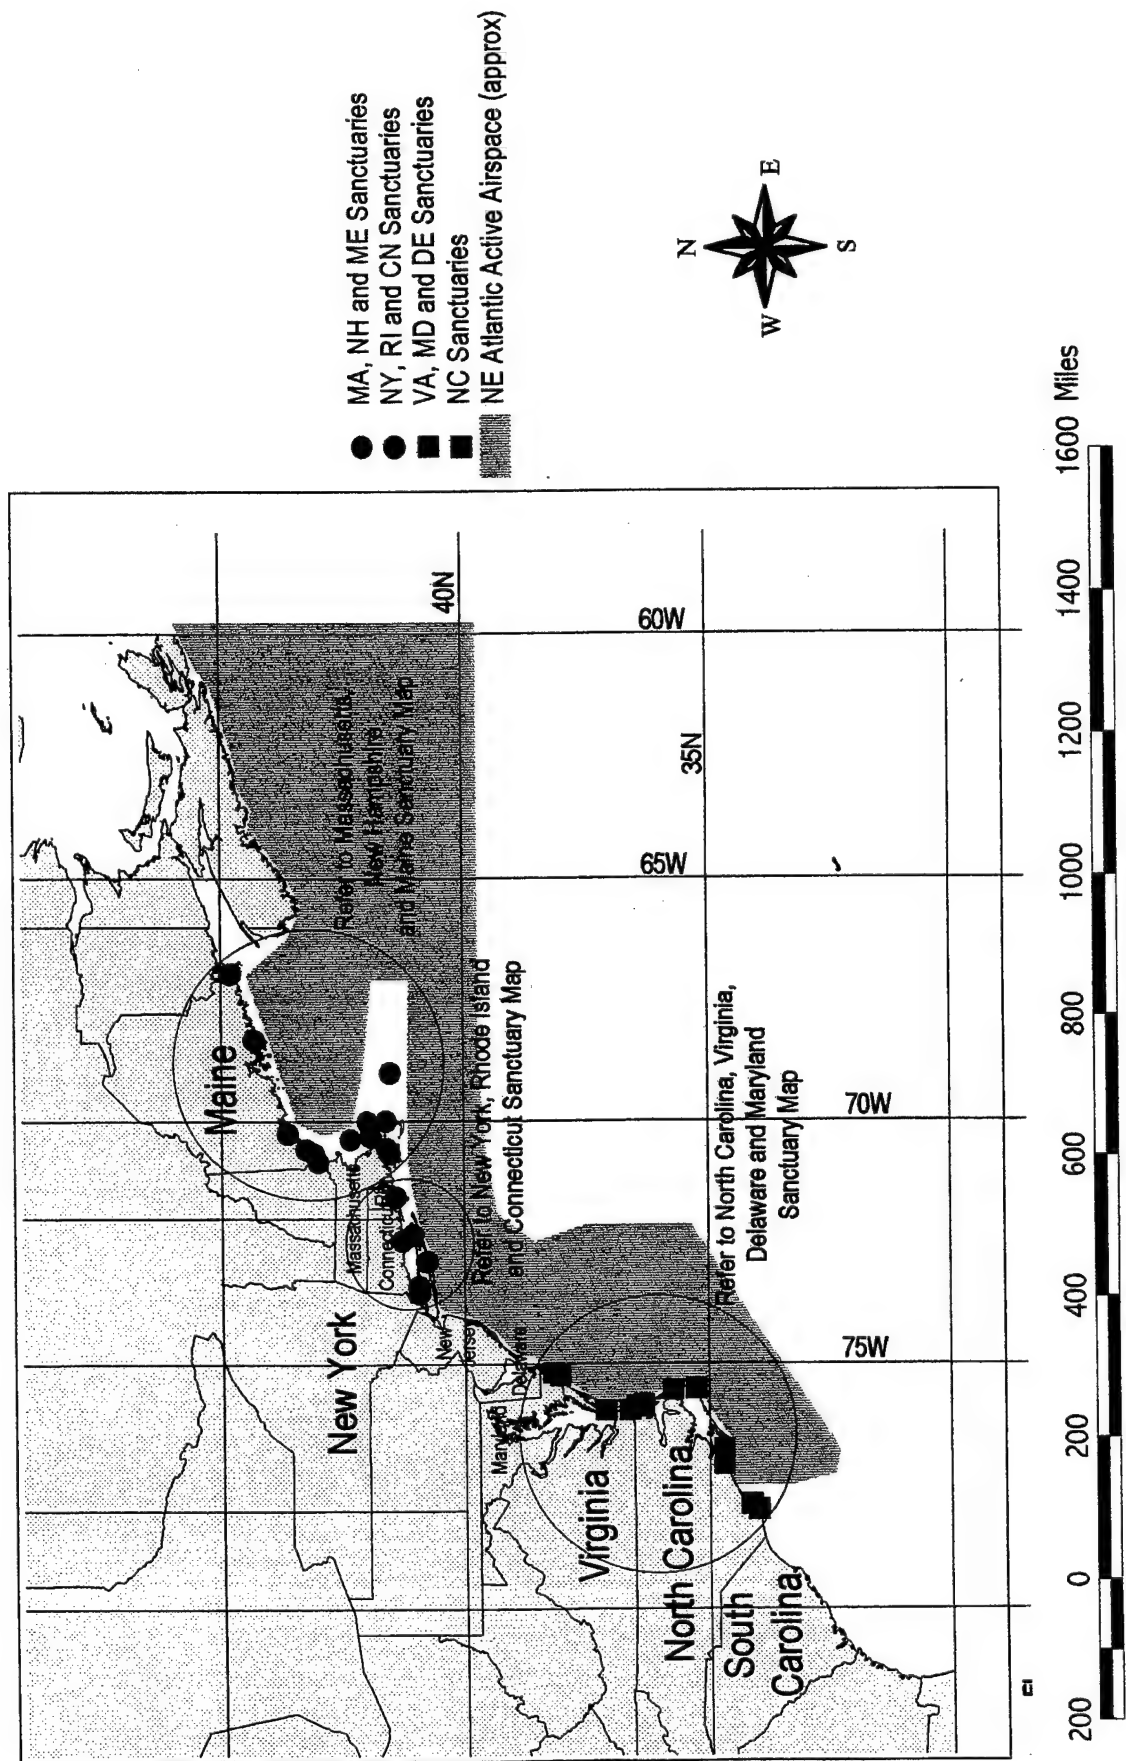 MA, NH and ME Sanctuaries
NY, RI and CN Sanctuaries
VA, MD and DE Sanctuaries
NC Sanctuaries
NE Atlantic Active Airspace (approx)
N
W
E
S
Maine
New York
Massachusetts
Connecticut
New
Jersey
Maryland
Delaware
Virginia
North Carolina
South
Carolina
Refer to Massachusetts,
New Hampshire
and Maine Sanctuary Map
Refer to New York, Rhode Island
and Connecticut Sanctuary Map
Refer to North Carolina, Virginia,
Delaware and Maryland
Sanctuary Map
40N
35N
60W
65W
70W
75W
200 0 200 400 600 800 1000 1200 1400 1600 Miles